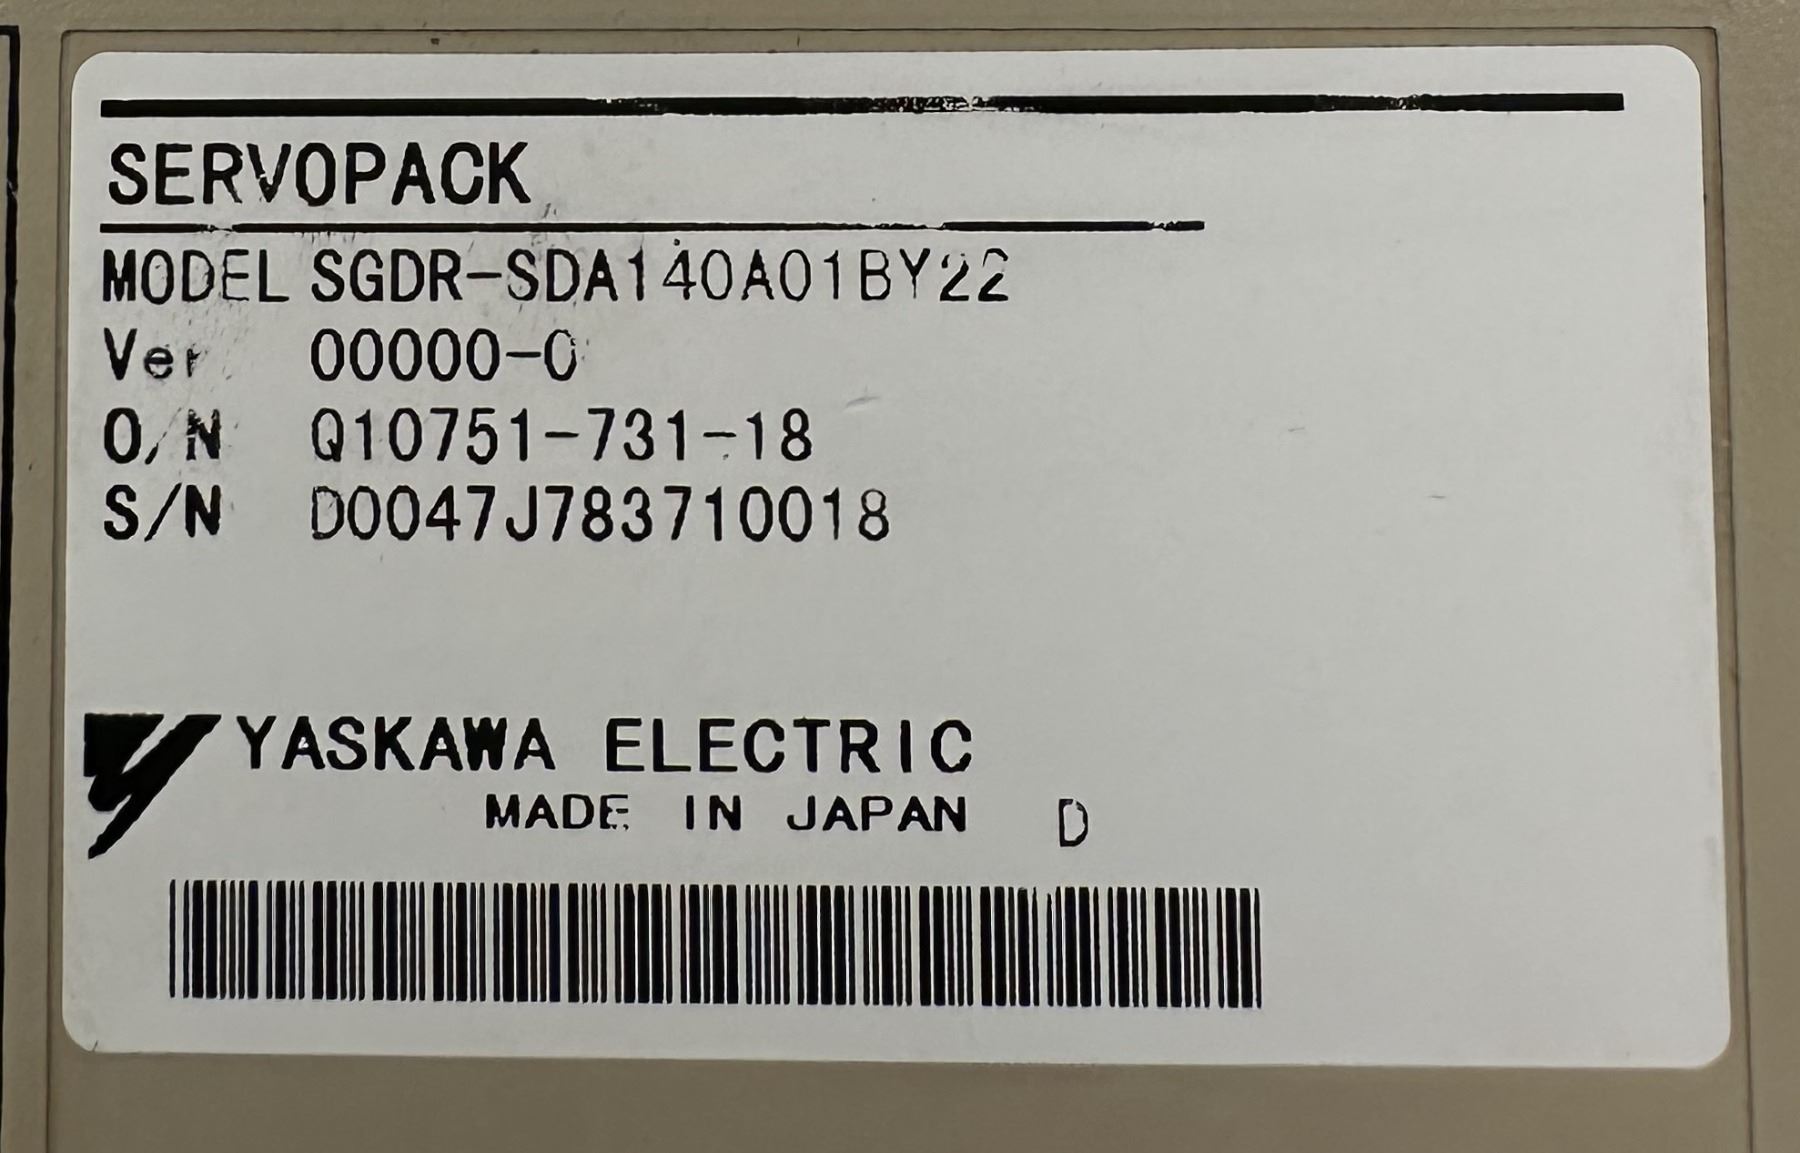 SERVOPACK
MODEL SGDR-SDA140A01BY22
Ver 00000-0
O/N Q10751-731-18
S/N D0047J783710018
YASKAWA ELECTRIC
MADE IN JAPAN D